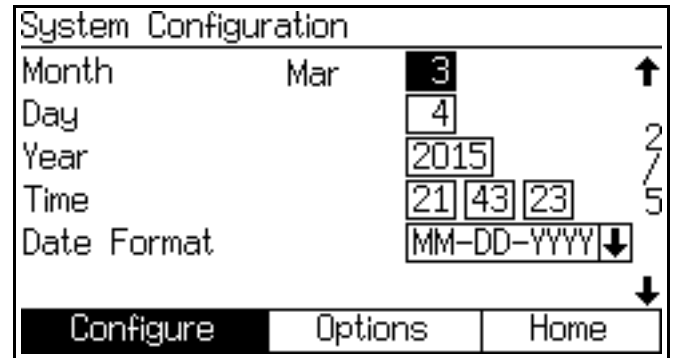 System Configuration
Month Mar 3
Day 4
Year 2015
Time 21 43 23
Date Format MM-DD-YYYY
2/5
Configure Options Home